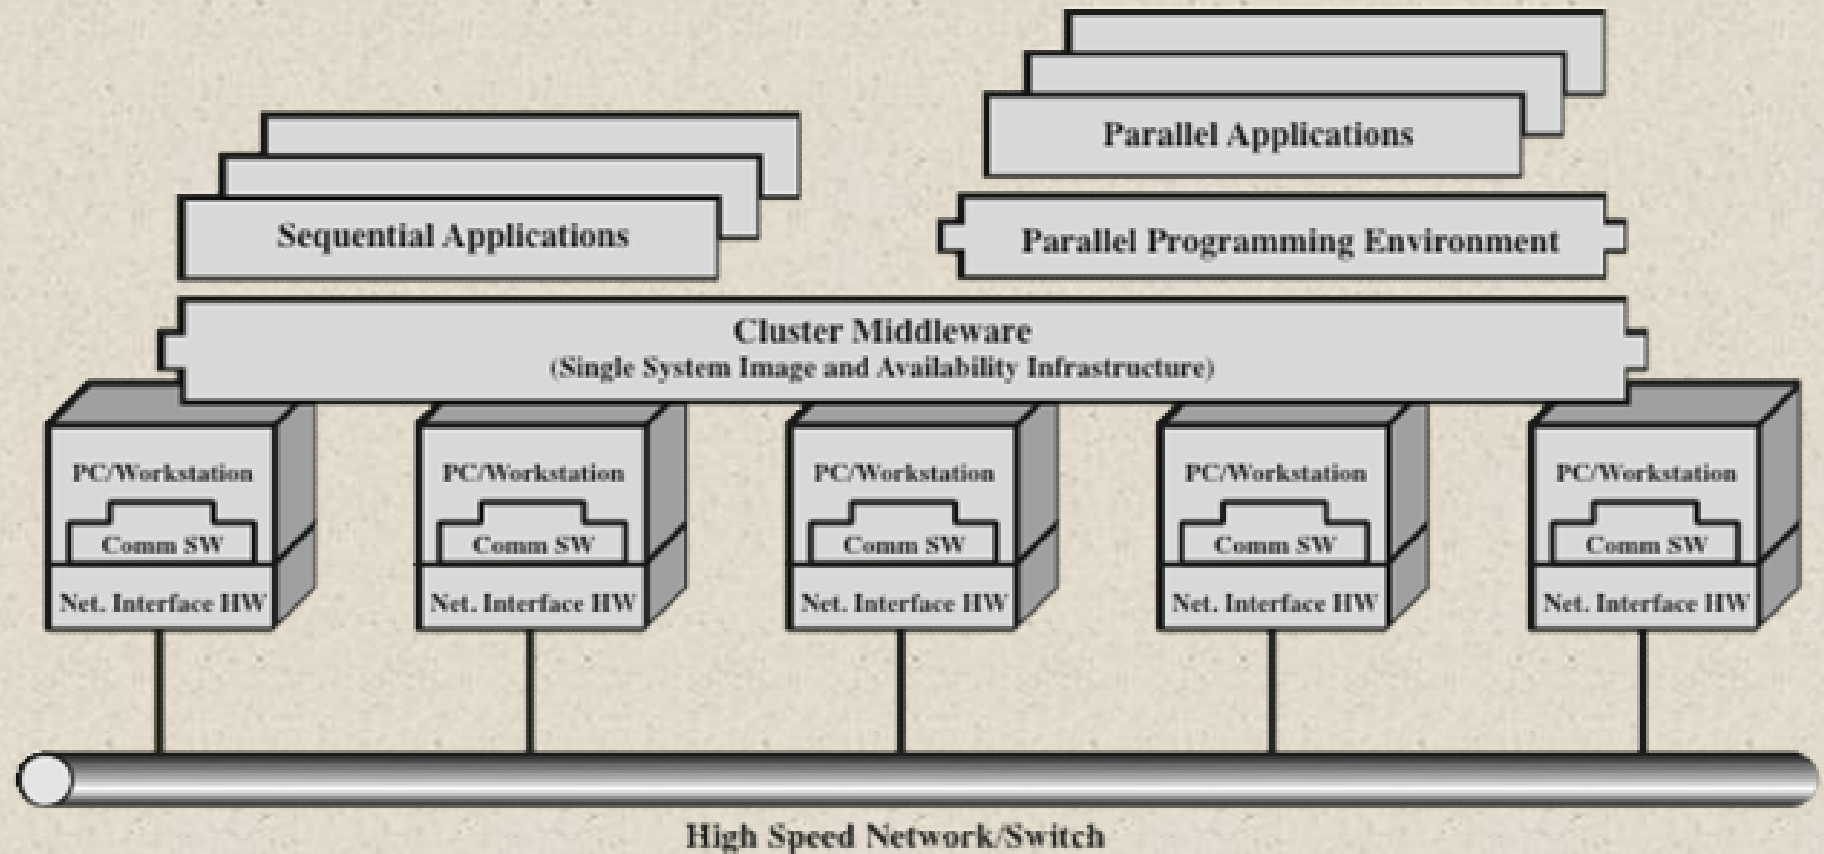 Parallel Applications
Sequential Applications
Parallel Programming Environment
Cluster Middleware
(Single System Image and Availability Infrastructure)
PC/Workstation
Comm SW
Net. Interface HW
PC/Workstation
Comm SW
Net. Interface HW
PC/Workstation
Comm SW
Net. Interface HW
PC/Workstation
Comm SW
Net. Interface HW
PC/Workstation
Comm SW
Net. Interface HW
High Speed Network/Switch